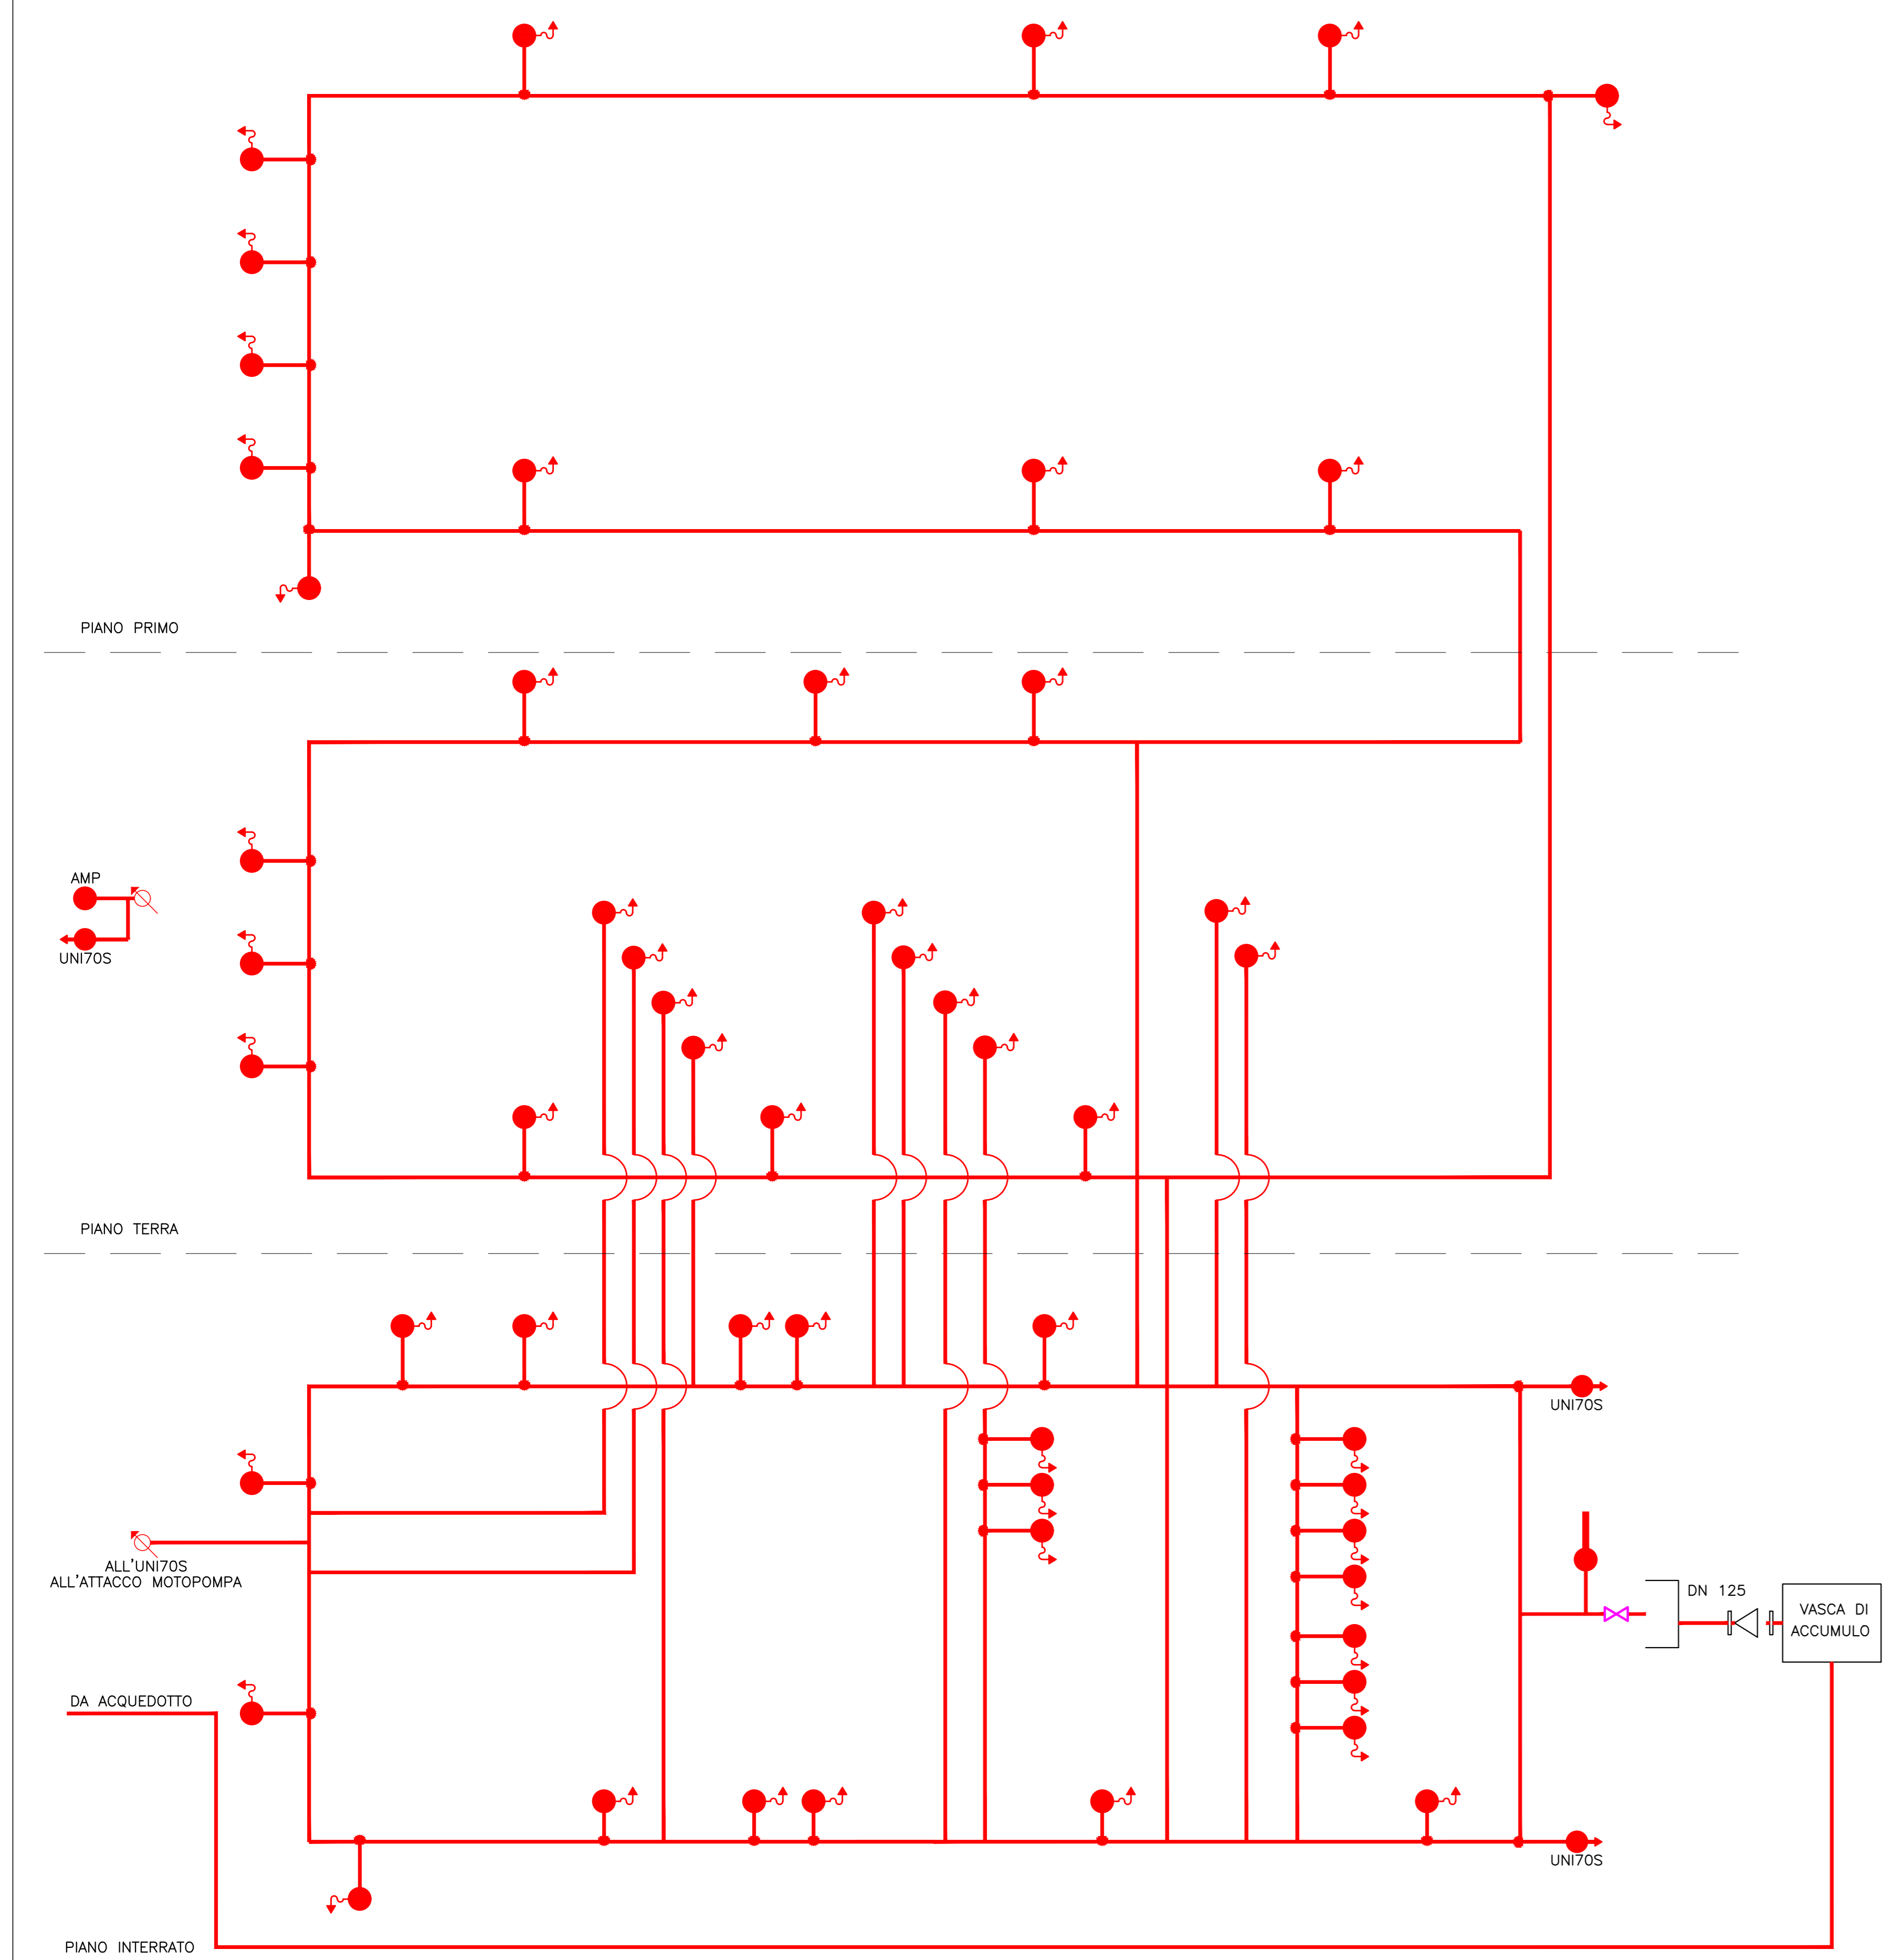 PIANO PRIMO
AMP
UNI70S
PIANO TERRA
UNI70S
ALL'UNI70S
ALL'ATTACCO MOTOPOMPA
DN 125
VASCA DI
ACCUMULO
DA ACQUEDOTTO
UNI70S
PIANO INTERRATO